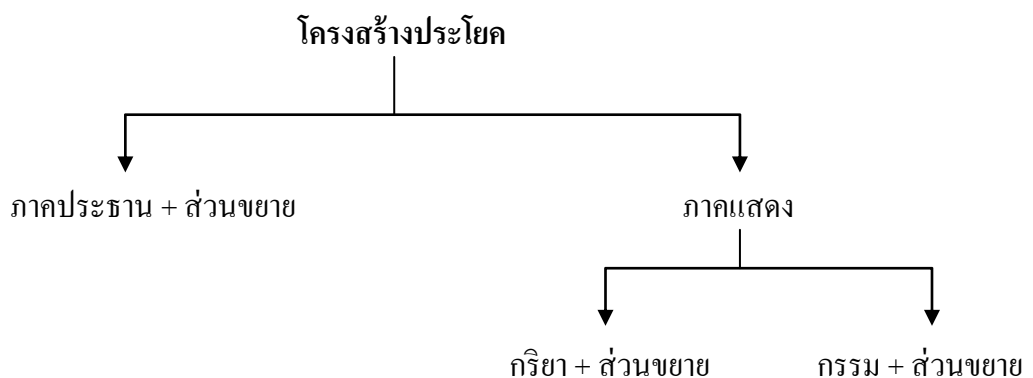 โครงสร้างประโยค
ภาคประธาน + ส่วนขยาย
ภาคแสดง
กริยา + ส่วนขยาย
กรรม + ส่วนขยาย